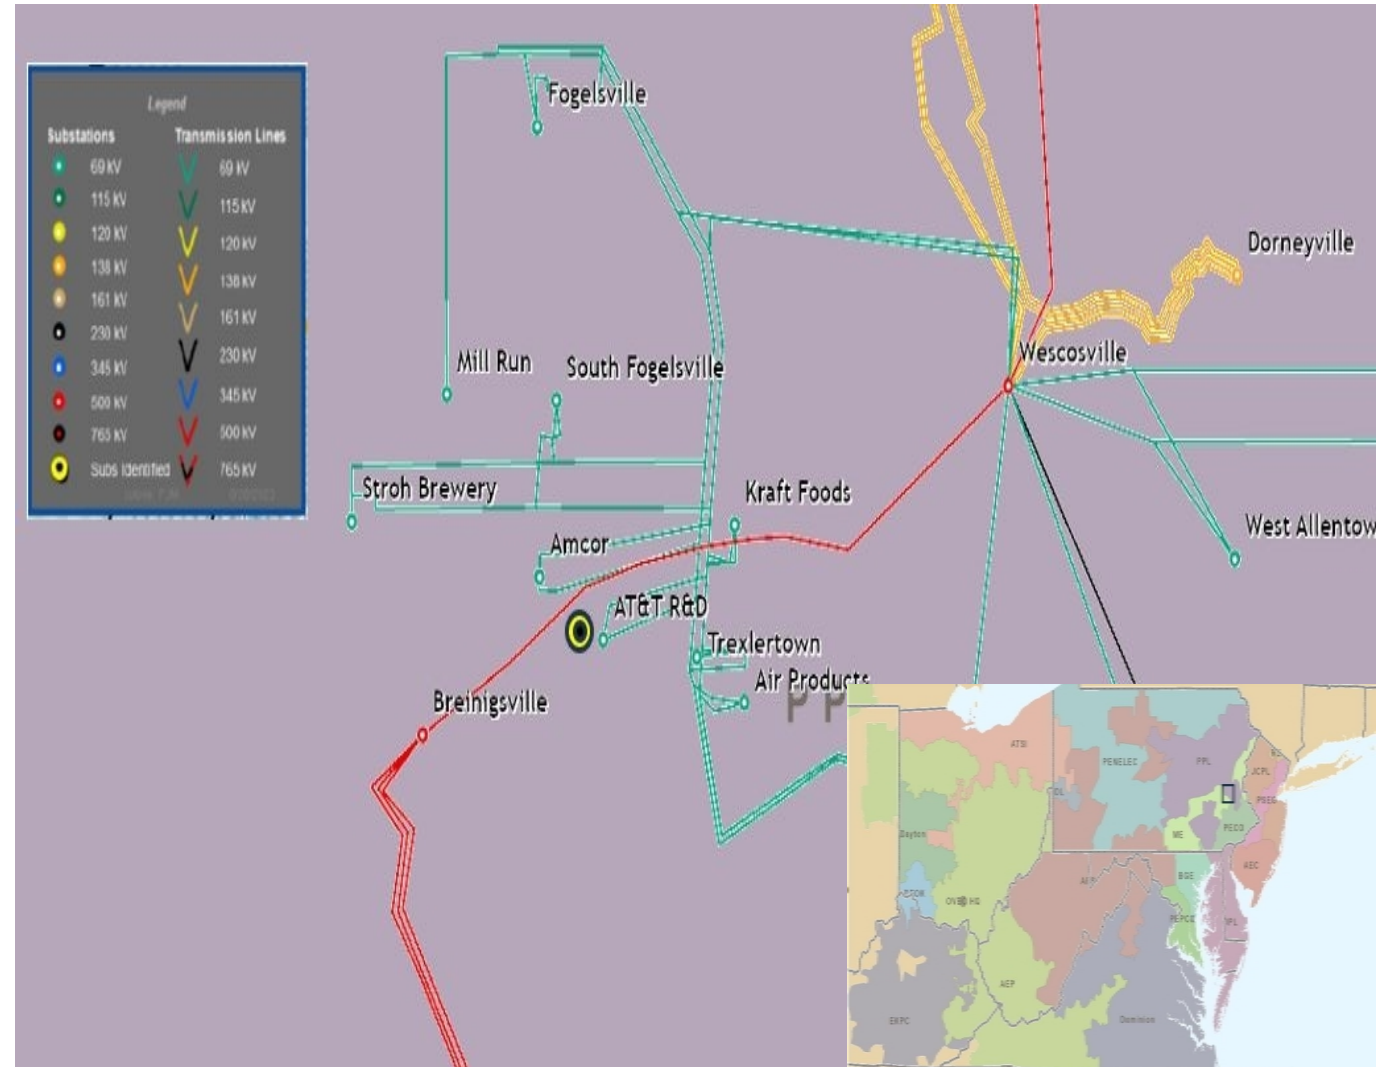 Legend
Substations
Transmission Lines
69 kV
115 kV
120 kV
138 kV
161 kV
230 kV
345 kV
500 kV
765 kV
Subs Identified
69 kV
115 kV
120 kV
138 kV
161 kV
230 kV
345 kV
500 kV
765 kV
Fogelsville
Dorneyville
Mill Run
South Fogelsville
Wescosville
Stroh Brewery
Kraft Foods
West Allentow
Amcor
AT&T R&D
Trexlertown
Air Products
Breinigsville
P P
ATSI
PENELEC
PPL
JCPL
PSEG
ME
PECO
AEC
Dayton
BGE
PEPCO
AEP
EKPC
Dominion